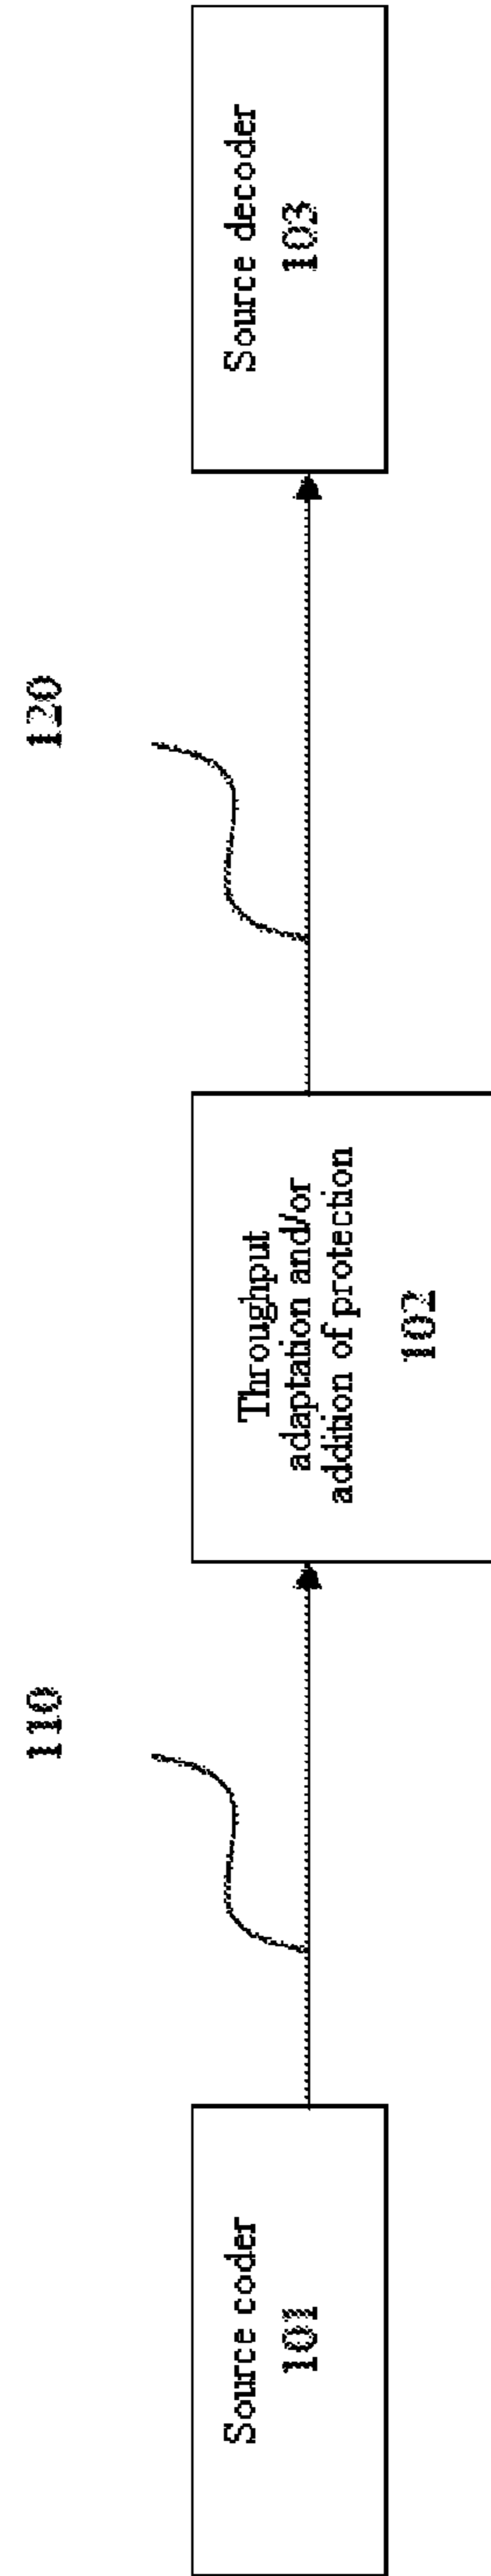 110
120
Source coder
101
Throughput
adaptation and/or
addition of protection
102
Source decoder
103